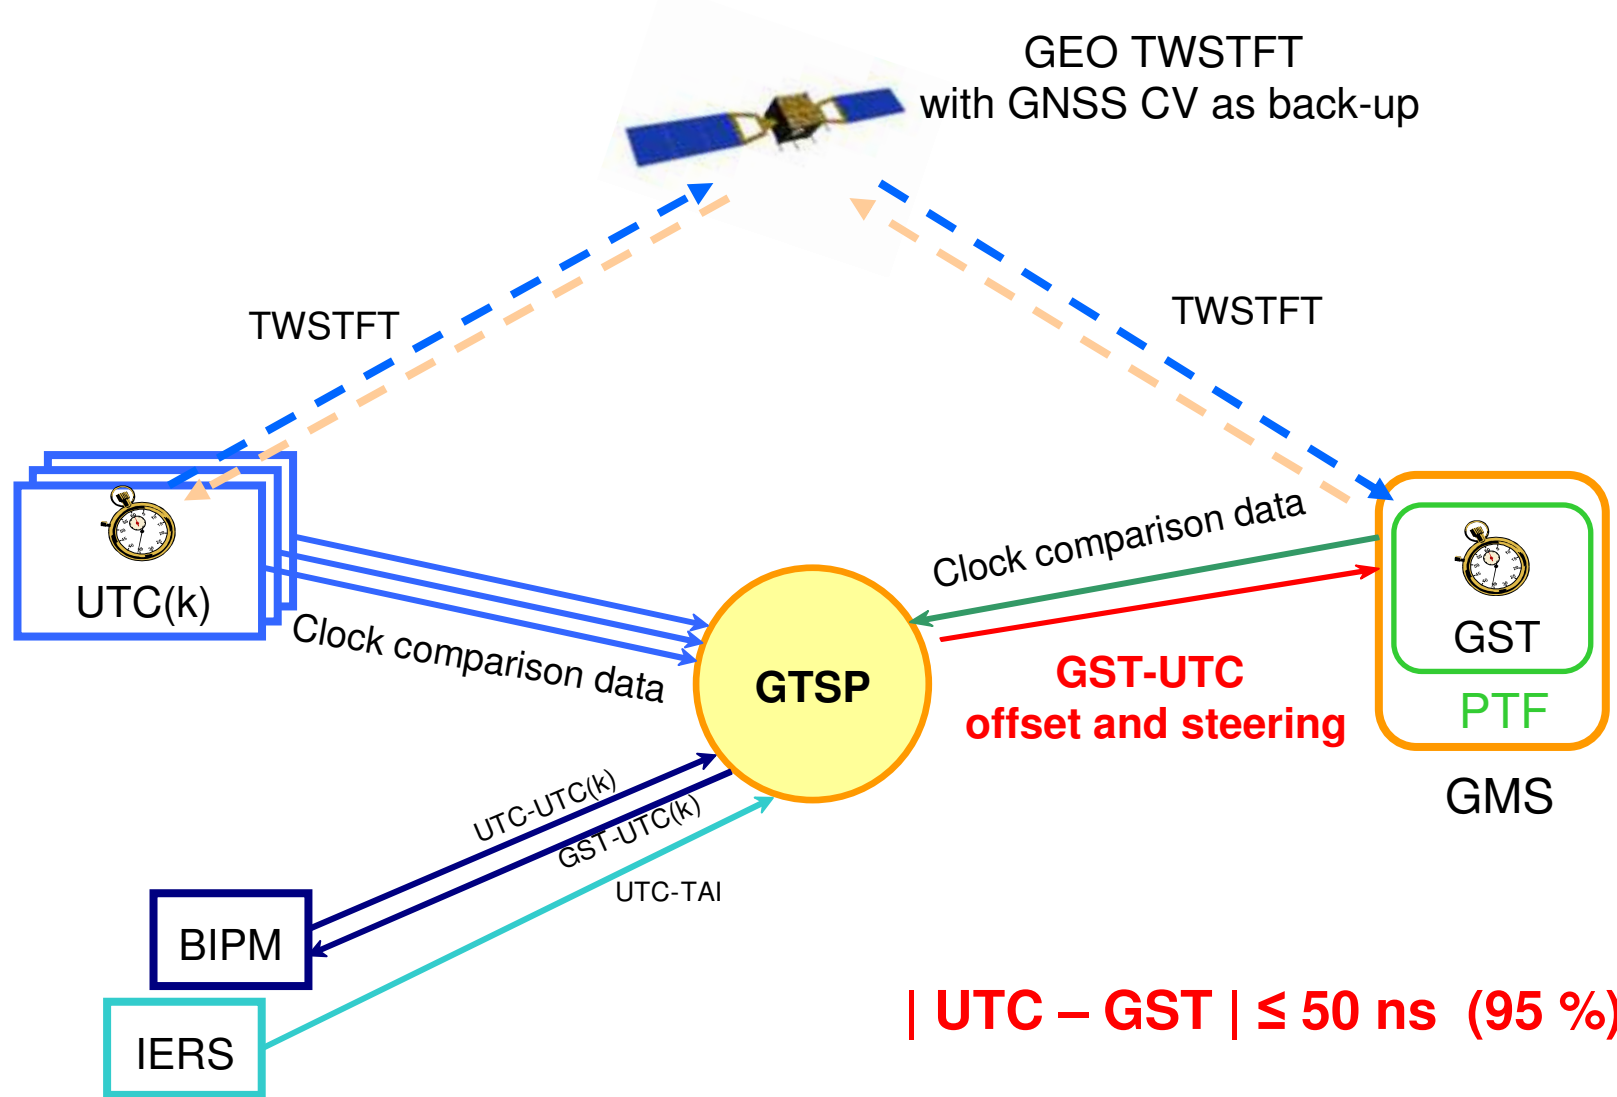 GEO TWSTFT
with GNSS CV as back-up
TWSTFT
TWSTFT
Clock comparison data
UTC(k)
GST
PTF
GMS
Clock comparison data
GTSP
GST-UTC
offset and steering
UTC-UTC(k)
GST-UTC(k)
UTC-TAI
BIPM
IERS
| UTC – GST | ≤ 50 ns (95 %)